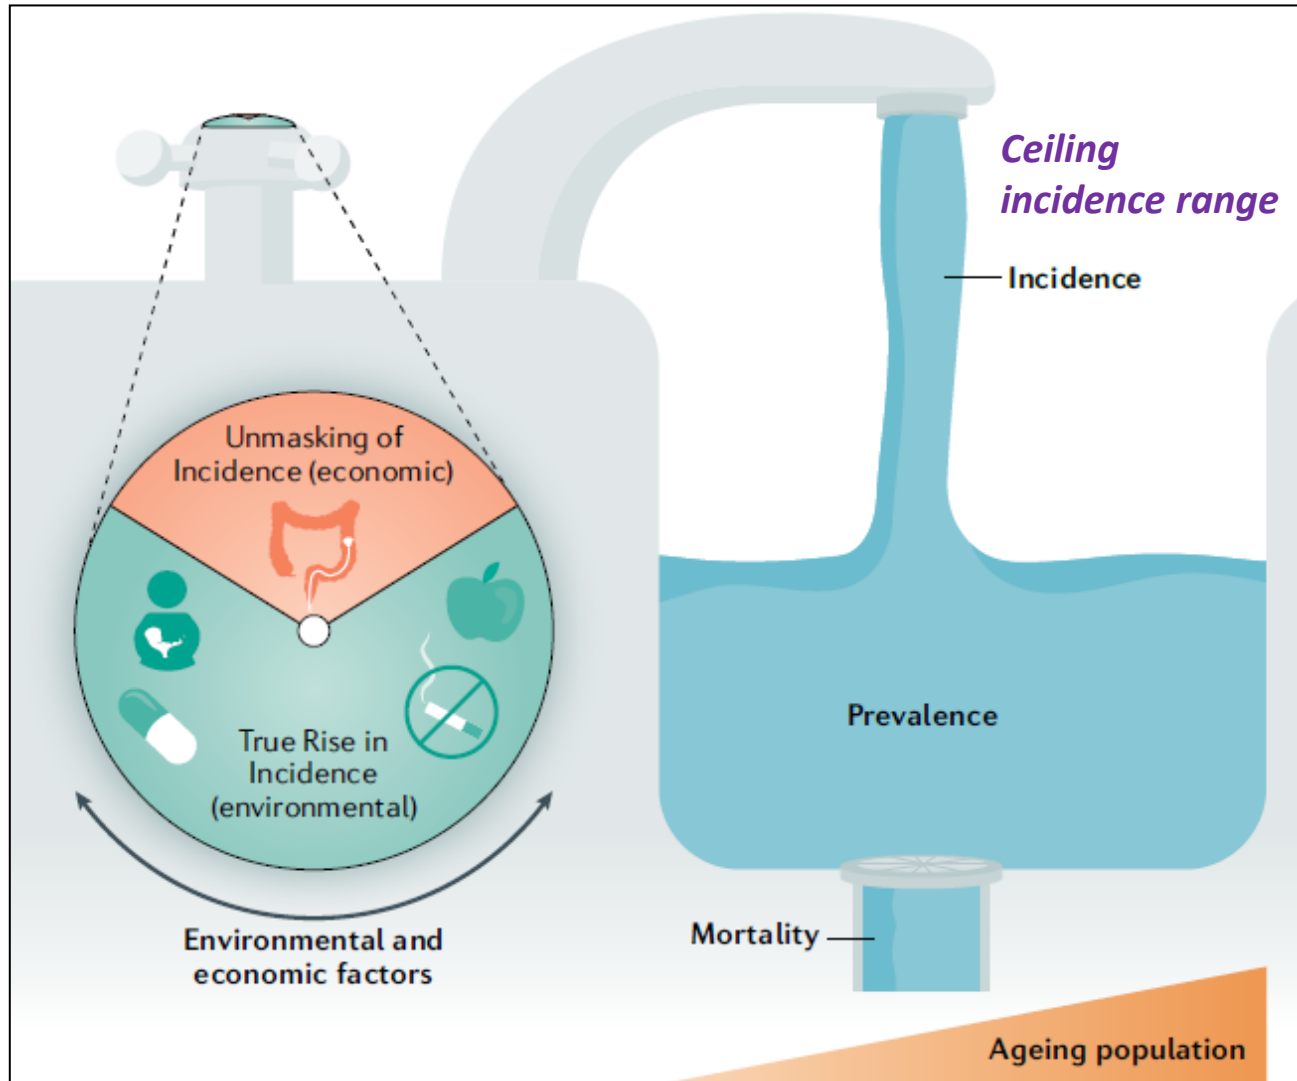 Ceiling
incidence range
Incidence
Unmasking of
Incidence (economic)
True Rise in
Incidence
(environmental)
Prevalence
Environmental and
economic factors
Mortality
Ageing population